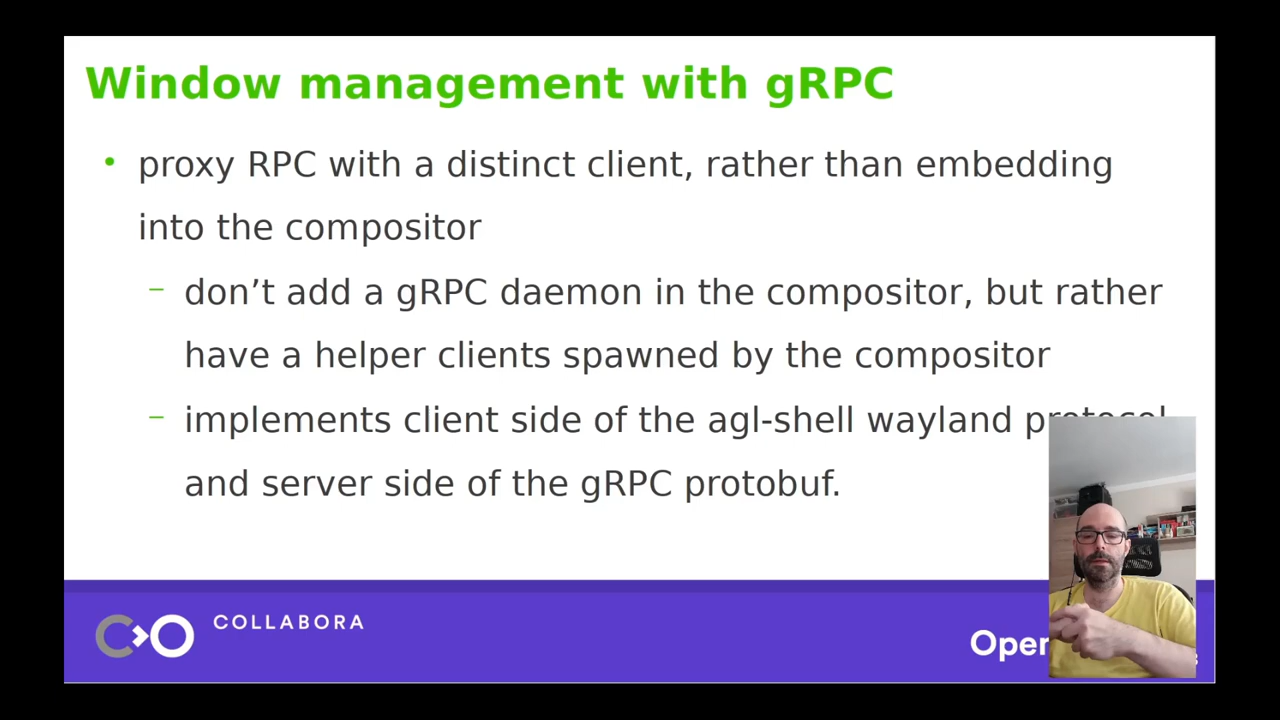 Window management with gRPC
• proxy RPC with a distinct client, rather than embedding
into the compositor
– don’t add a gRPC daemon in the compositor, but rather
have a helper clients spawned by the compositor
– implements client side of the agl-shell wayland protocol
and server side of the gRPC protobuf.
COLLABORA
Open